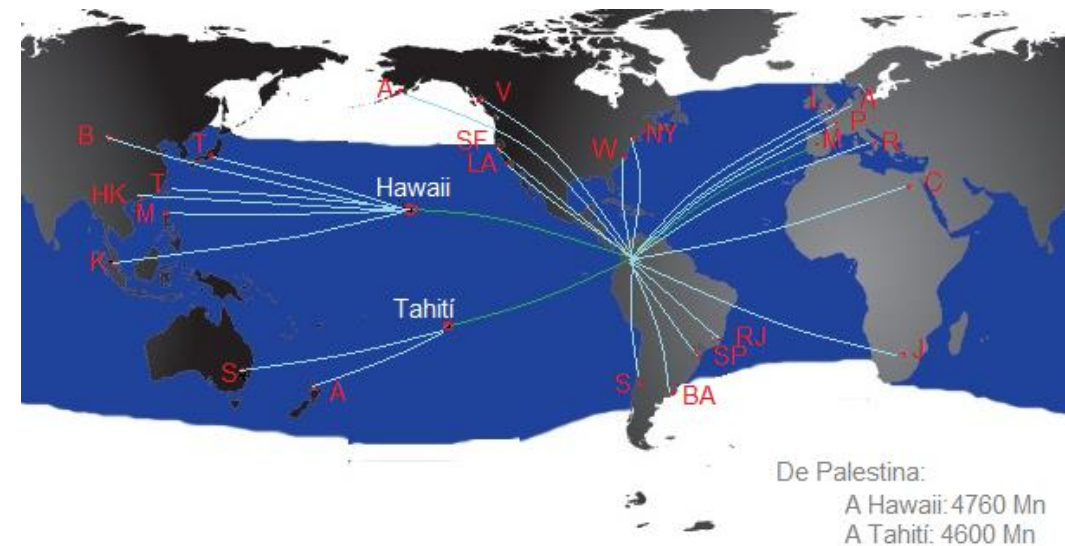 A
V
B
T
SF
LA
W
NY
L
A
P
M
R
C
HK
T
M
K
Hawaii
Tahití
S
A
S
BA
SP
RJ
J
De Palestina:
A Hawaii: 4760 Mn
A Tahití: 4600 Mn